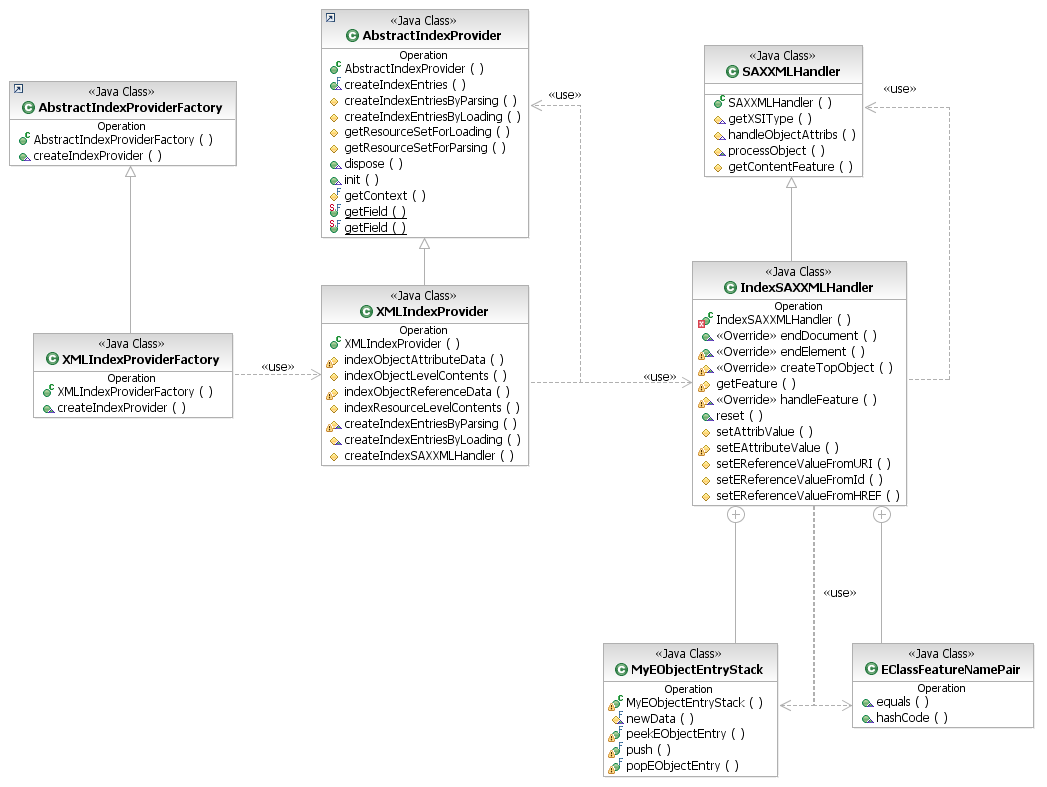 «Java Class»
AbstractIndexProviderFactory
Operation
AbstractIndexProviderFactory ( )
createIndexProvider ( )
«Java Class»
AbstractIndexProvider
Operation
AbstractIndexProvider ( )
createIndexEntries ( )
createIndexEntriesByParsing ( )
createIndexEntriesByLoading ( )
getResourceSetForLoading ( )
getResourceSetForParsing ( )
dispose ( )
init ( )
getContext ( )
getField ( )
getField ( )
«use»
«Java Class»
SAXXMLHandler
SAXXMLHandler ( )
getXSIType ( )
handleObjectAttribs ( )
processObject ( )
getContentFeature ( )
«use»
«Java Class»
XMLIndexProviderFactory
Operation
XMLIndexProviderFactory ( )
createIndexProvider ( )
«use»
«Java Class»
XMLIndexProvider
Operation
XMLIndexProvider ( )
indexObjectAttributeData ( )
indexObjectLevelContents ( )
indexObjectReferenceData ( )
indexResourceLevelContents ( )
createIndexEntriesByParsing ( )
createIndexEntriesByLoading ( )
createIndexSAXXMLHandler ( )
«use»
«Java Class»
IndexSAXXMLHandler
Operation
IndexSAXXMLHandler ( )
«Override» endDocument ( )
«Override» endElement ( )
«Override» createTopObject ( )
getFeature ( )
«Override» handleFeature ( )
reset ( )
setAttribValue ( )
setEAttributeValue ( )
setEReferenceValueFromURI ( )
setEReferenceValueFromId ( )
setEReferenceValueFromHREF ( )
«use»
«Java Class»
MyEObjectEntryStack
Operation
MyEObjectEntryStack ( )
newData ( )
peekEObjectEntry ( )
push ( )
popEObjectEntry ( )
«Java Class»
EClassFeatureNamePair
Operation
equals ( )
hashCode ( )